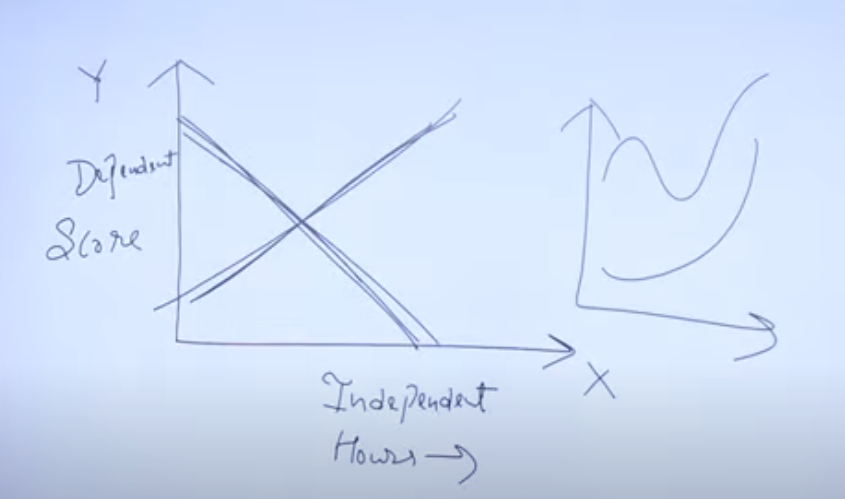 Y
Dependent
Score
X
Independent
Hours →